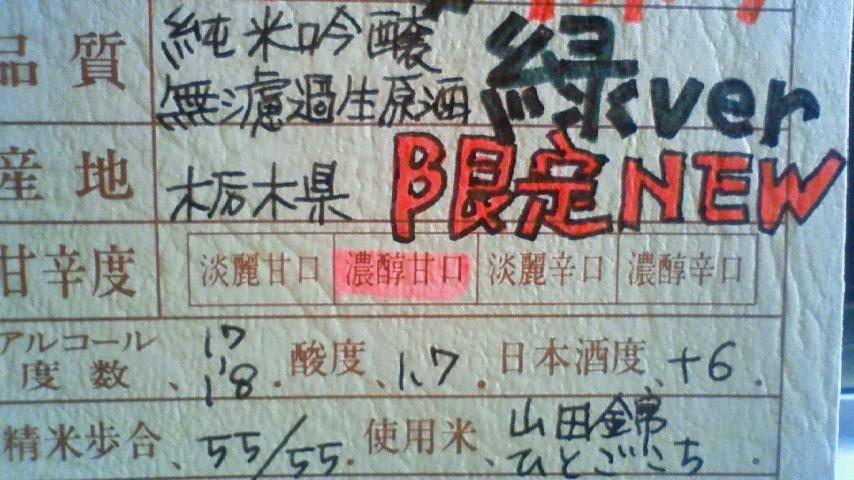 品質 純米吟醸 緑ver
無濾過生原酒
産地 栃木県 限定NEW
甘辛度 淡麗甘口 濃醇甘口 淡麗辛口 濃醇辛口
アルコール度数、17、18. 酸度、1.7. 日本酒度、+6.
精米歩合、55/55. 使用米、山田錦
ひとごこち